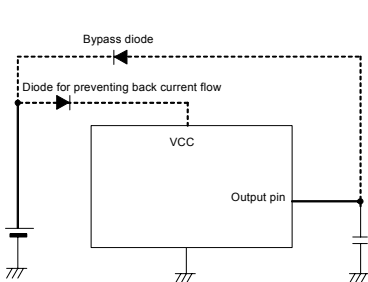 Bypass diode
Diode for preventing back current flow
VCC
Output pin